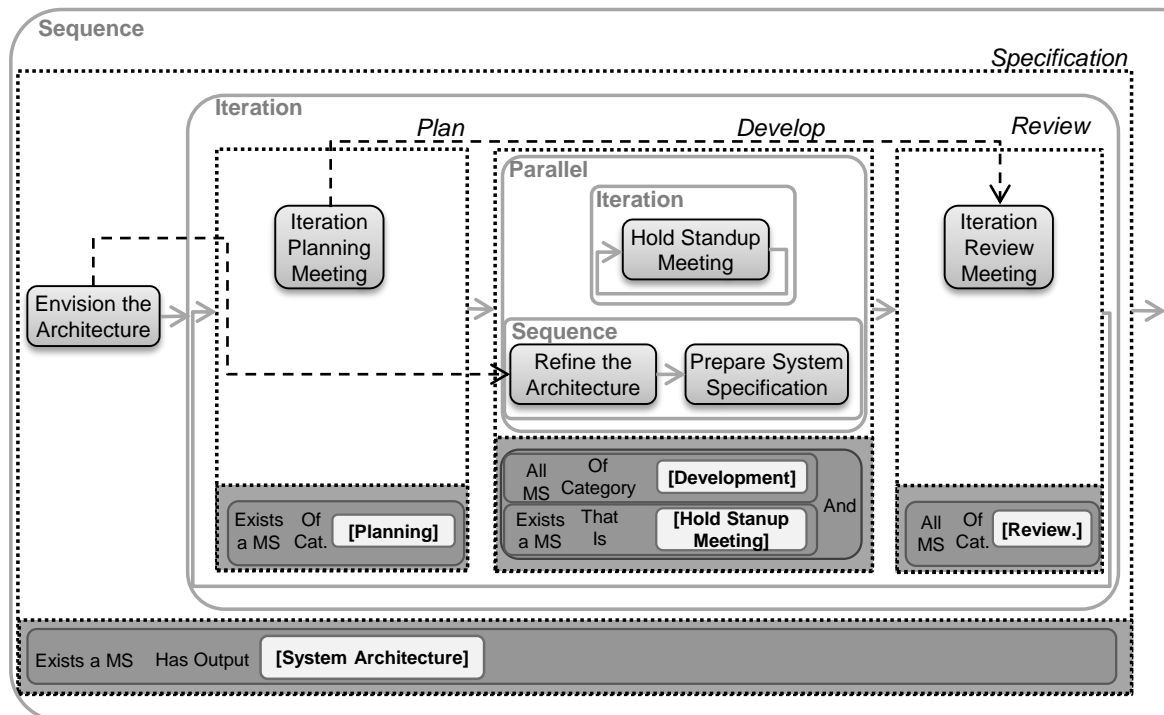 Sequence
Specification
Iteration
Plan
Develop
Review
Parallel
Iteration
Iteration
Planning
Meeting
Hold Standup
Meeting
Iteration
Review
Meeting
Envision the
Architecture
Sequence
Refine the
Architecture
Prepare System
Specification
All
MS
Of
Category
[Development]
And
Exists
a MS
That
Is
[Hold Stanup
Meeting]
Exists
a MS
Of
Cat.
[Planning]
All
MS
Of
Cat.
[Review.]
Exists a MS
Has Output
[System Architecture]